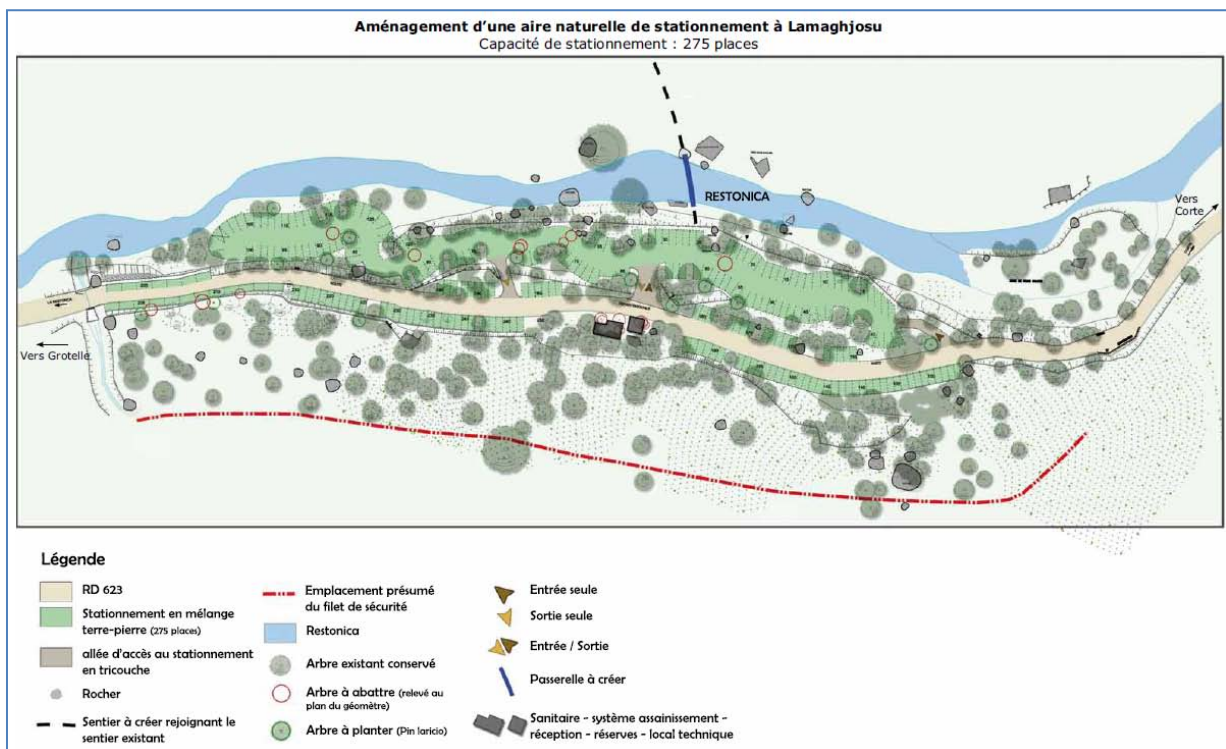 Aménagement d'une aire naturelle de stationnement à Lamaghjosu
Capacité de stationnement : 275 places
RESTONICA
Vers
Corte
Vers Grotelle
Légende
RD 623
Stationnement en mélange
terre-pierre (275 places)
allée d'accès au stationnement
en tricouche
Rocher
Sentier à créer rejoignant le
sentier existant
Emplacement présumé
du filet de sécurité
Restonica
Arbre existant conservé
Arbre à abattre (relevé au
plan du géomètre)
Arbre à planter (Pin laricio)
Entrée seule
Sortie seule
Entrée / Sortie
Passerelle à créer
Sanitaire - système assainissement -
réception - réserves - local technique